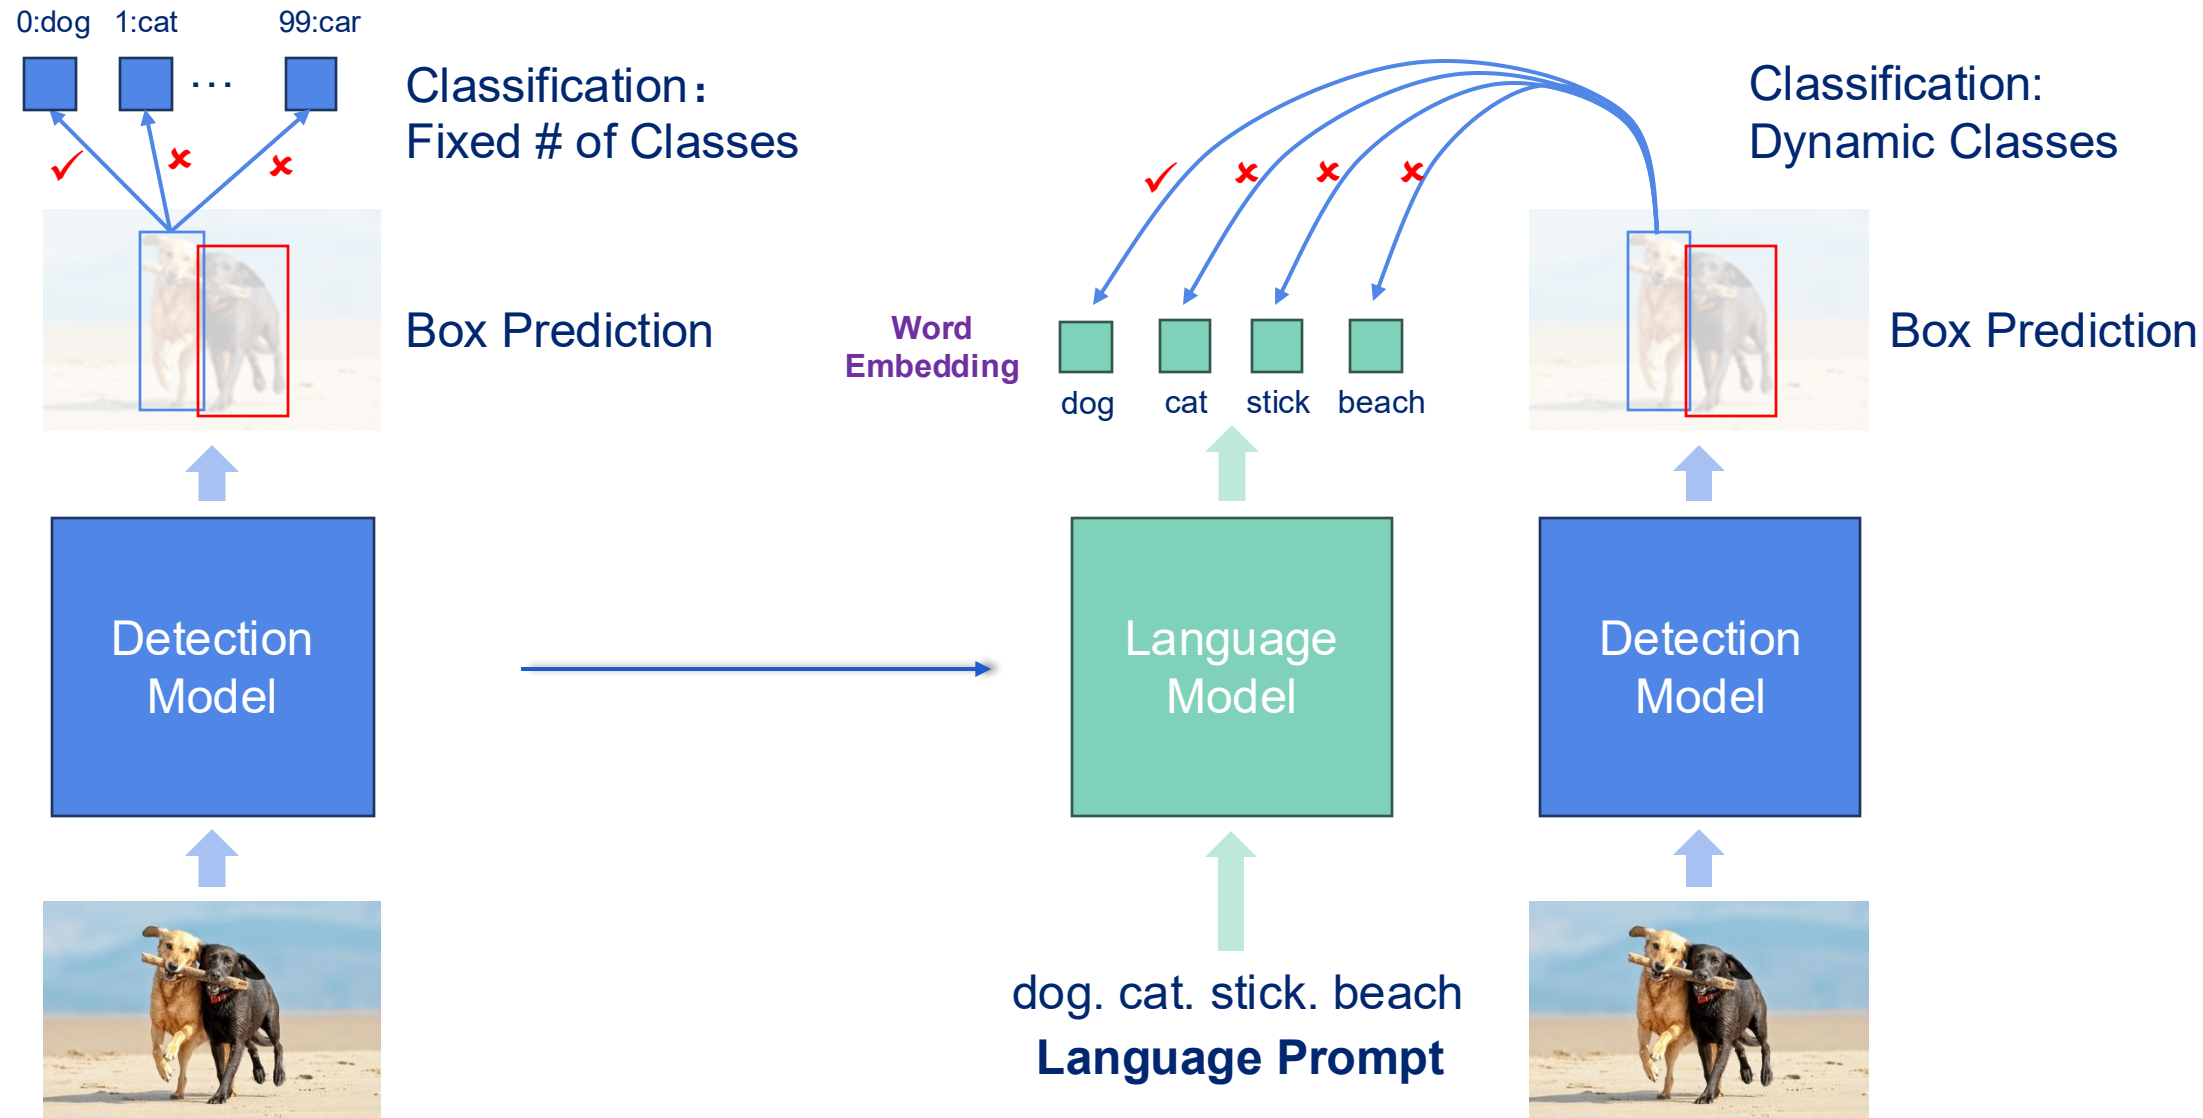 0:dog
1:cat
...
99:car
Classification:
Fixed # of Classes
Box Prediction
Detection
Model
Classification:
Dynamic Classes
Word
Embedding
dog
cat
stick
beach
Box Prediction
Language
Model
Detection
Model
dog. cat. stick. beach
Language Prompt